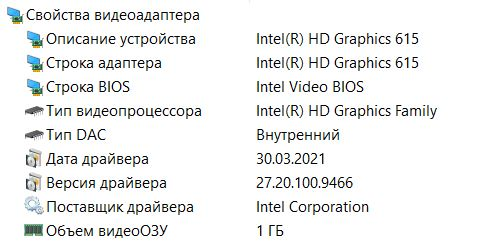 Свойства видеоадаптера
Описание устройства Intel(R) HD Graphics 615
Строка адаптера Intel(R) HD Graphics 615
Строка BIOS Intel Video BIOS
Тип видеопроцессора Intel(R) HD Graphics Family
Тип DAC Внутренний
Дата драйвера 30.03.2021
Версия драйвера 27.20.100.9466
Поставщик драйвера Intel Corporation
Объем видеоОЗУ 1 ГБ